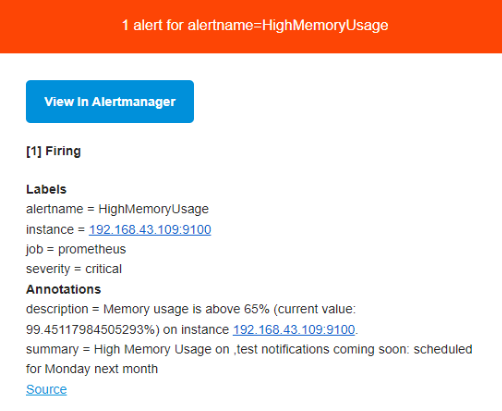 1 alert for alertname=HighMemoryUsage
View In Alertmanager
[1] Firing
Labels
alertname = HighMemoryUsage
instance = 192.168.43.109:9100
job = prometheus
severity = critical
Annotations
description = Memory usage is above 65% (current value:
99.45117984505293%) on instance 192.168.43.109:9100.
summary = High Memory Usage on ,test notifications coming soon: scheduled
for Monday next month
Source